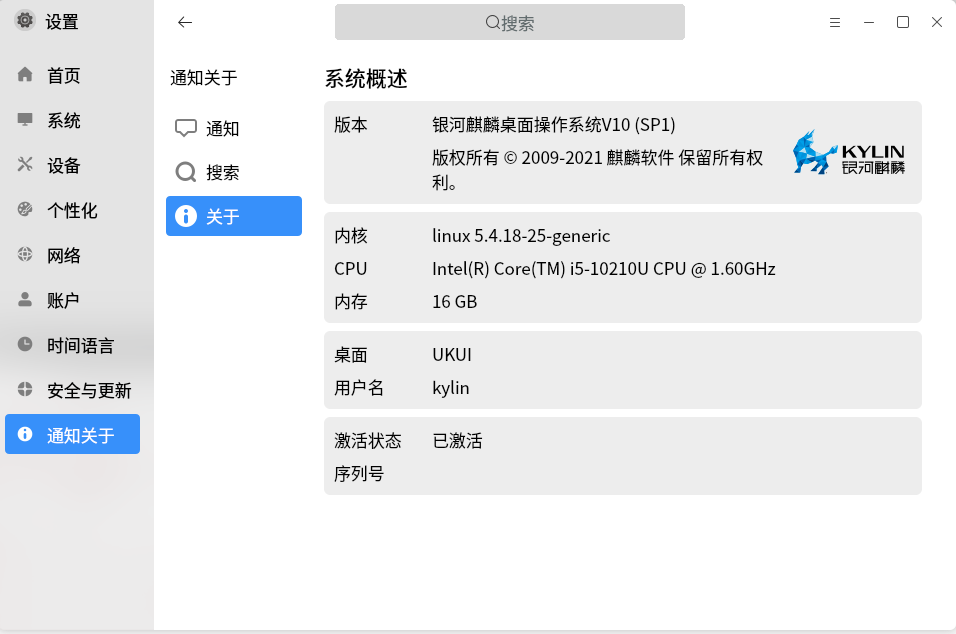 设置
首页
系统
设备
个性化
网络
账户
时间语言
安全与更新
通知关于
搜索
通知关于
通知
搜索
关于
系统概述
版本 银河麒麟桌面操作系统V10 (SP1)
版权所有 © 2009-2021 麒麟软件 保留所有权
利。
KYLIN
银河麒麟
内核 linux 5.4.18-25-generic
CPU Intel(R) Core(TM) i5-10210U CPU @ 1.60GHz
内存 16 GB
桌面 UKUI
用户名 kylin
激活状态 已激活
序列号